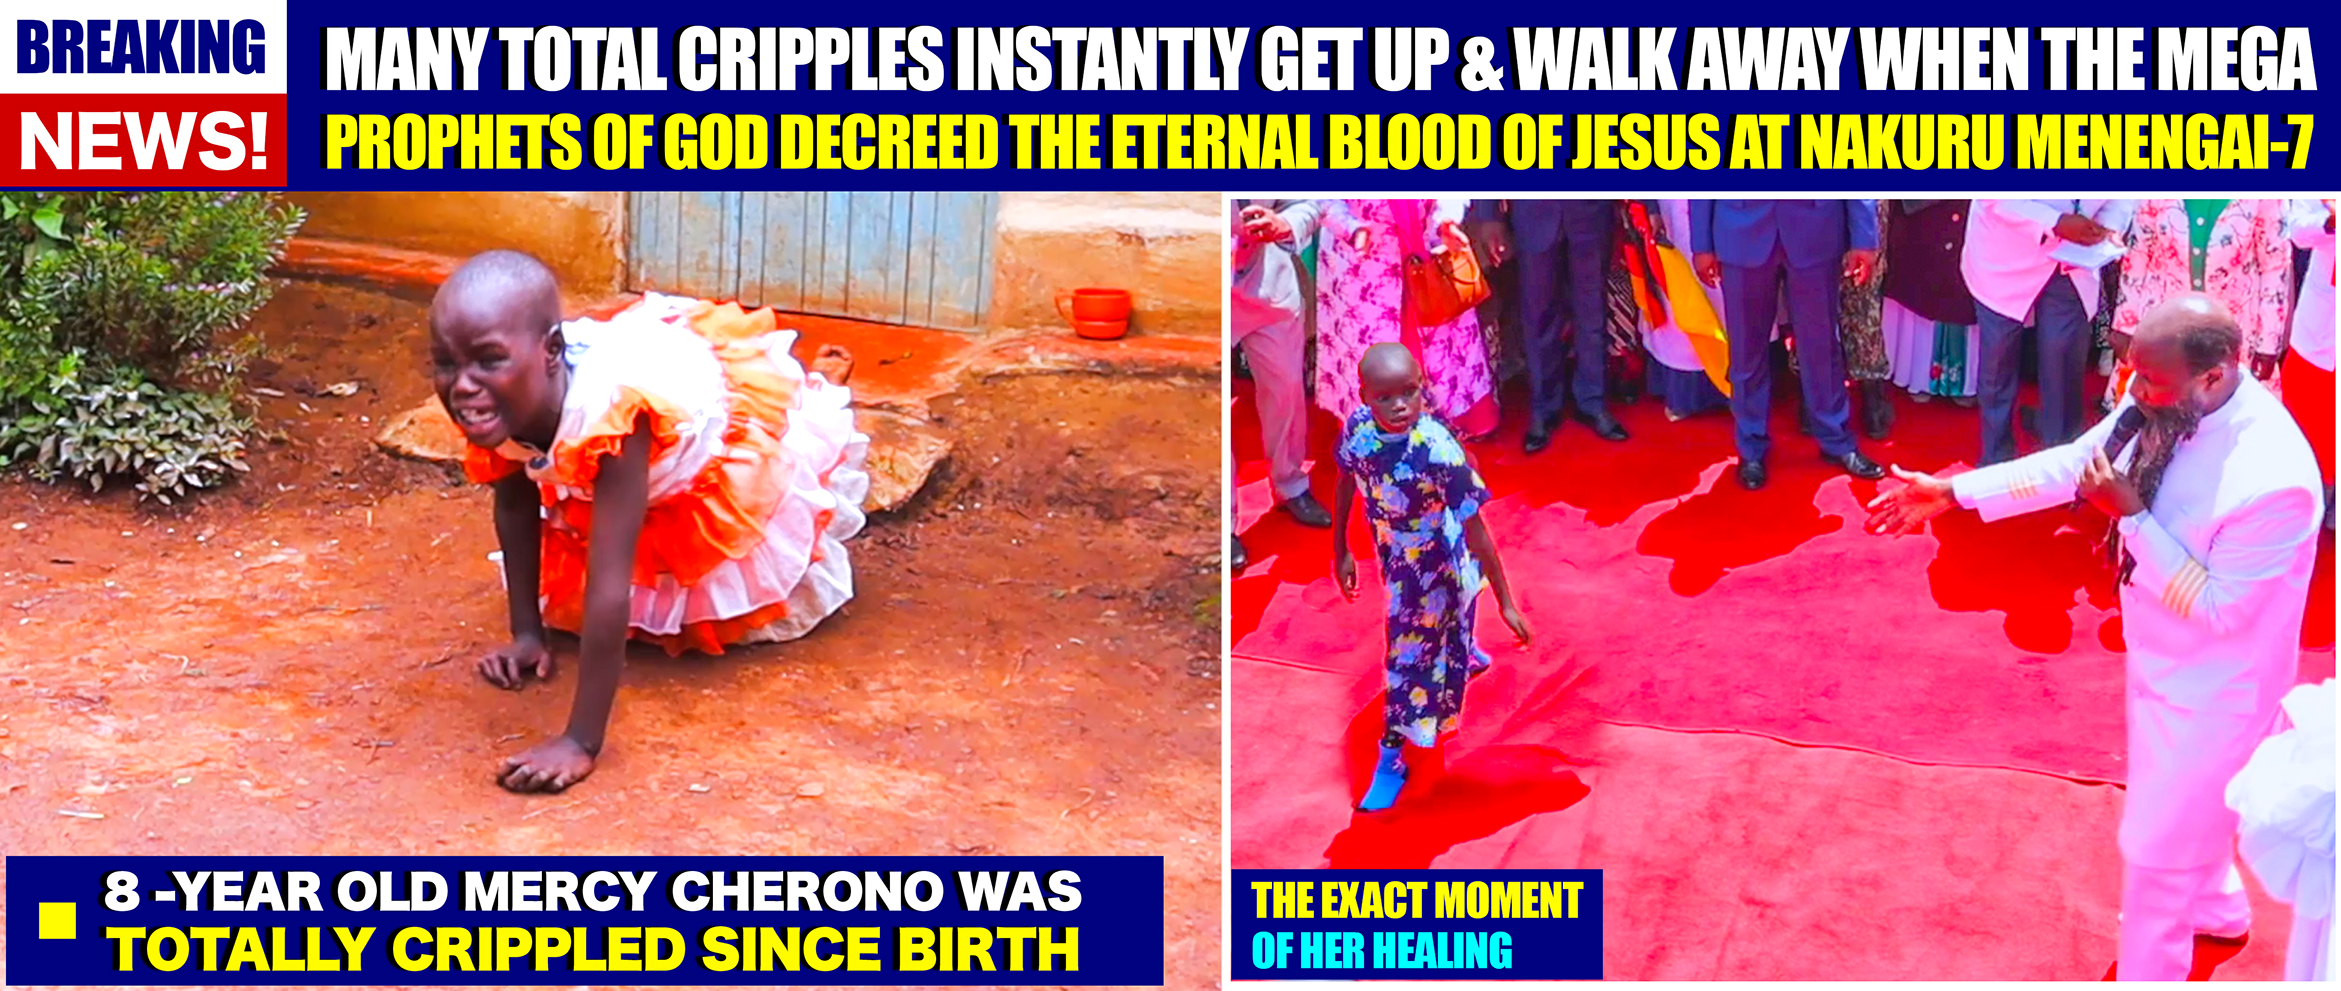 BREAKING
NEWS!
MANY TOTAL CRIPPLES INSTANTLY GET UP & WALK AWAY WHEN THE MEGA
PROPHETS OF GOD DECREED THE ETERNAL BLOOD OF JESUS AT NAKURU MENENGAI-7
8 -YEAR OLD MERCY CHERONO WAS
TOTALLY CRIPPLED SINCE BIRTH
THE EXACT MOMENT
OF HER HEALING